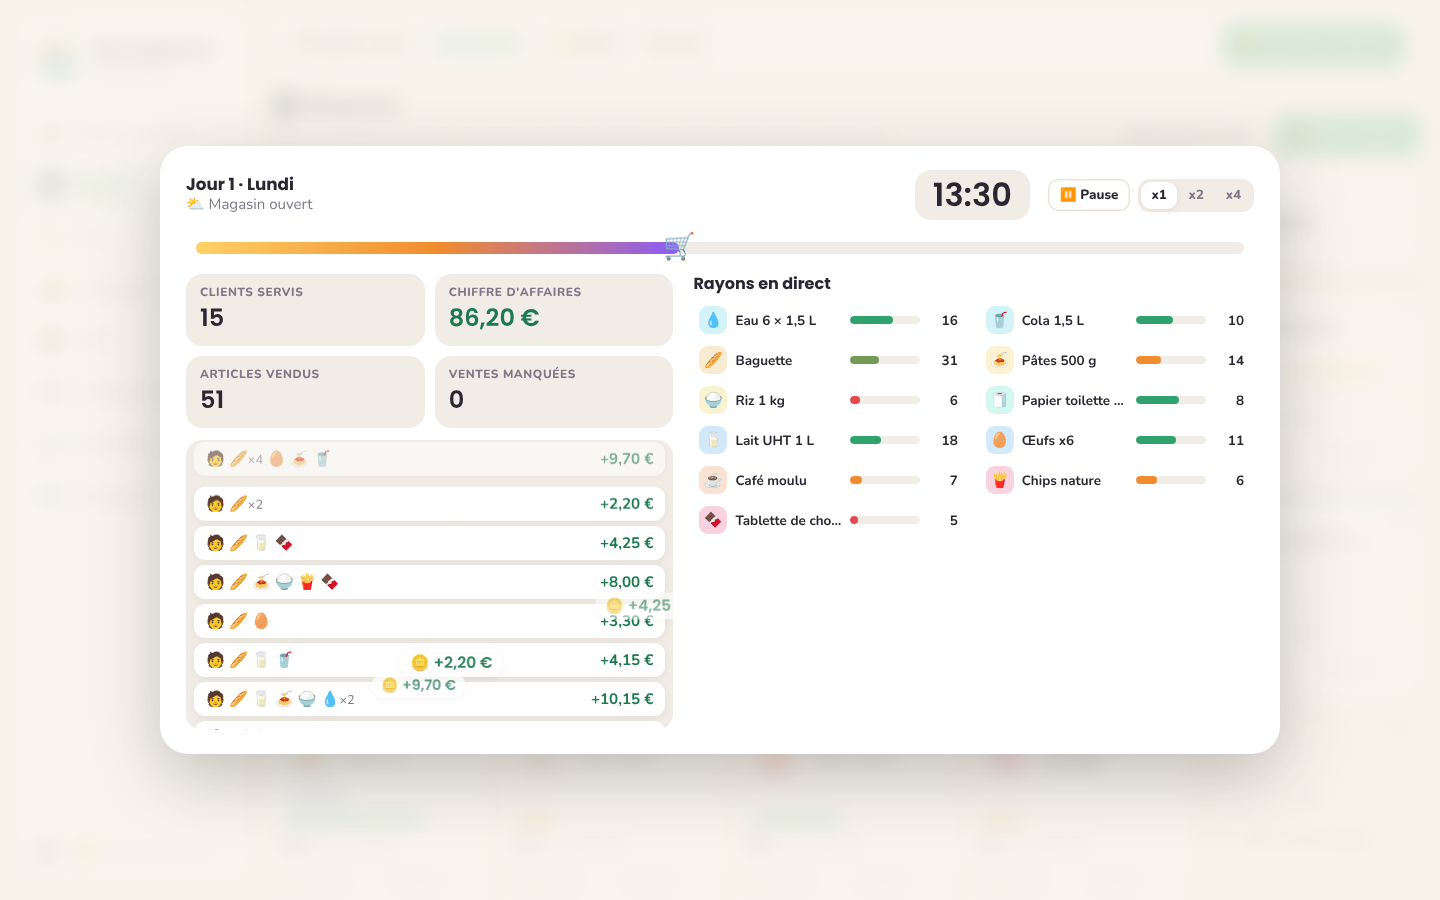 Jour 1 · Lundi
Magasin ouvert
13:30
Pause
x1 x2 x4
CLIENTS SERVIS
15
CHIFFRE D'AFFAIRES
86,20 €
ARTICLES VENDUS
51
VENTES MANQUÉES
0
×4 +9,70 €
×2 +2,20 €
+4,25 €
+8,00 €
+4,25
+3,30 €
+4,15 €
+2,20 €
+9,70 €
×2 +10,15 €
Rayons en direct
Eau 6 × 1,5 L 16
Cola 1,5 L 10
Baguette 31
Pâtes 500 g 14
Riz 1 kg 6
Papier toilette ... 8
Lait UHT 1 L 18
Œufs x6 11
Café moulu 7
Chips nature 6
Tablette de cho... 5